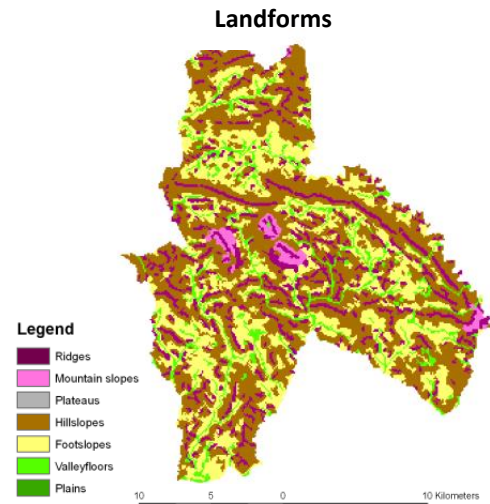 Landforms
Legend
Ridges
Mountain slopes
Plateaus
Hillslopes
Footslopes
Valleyfloors
Plains
10 5 0 10 Kilometers